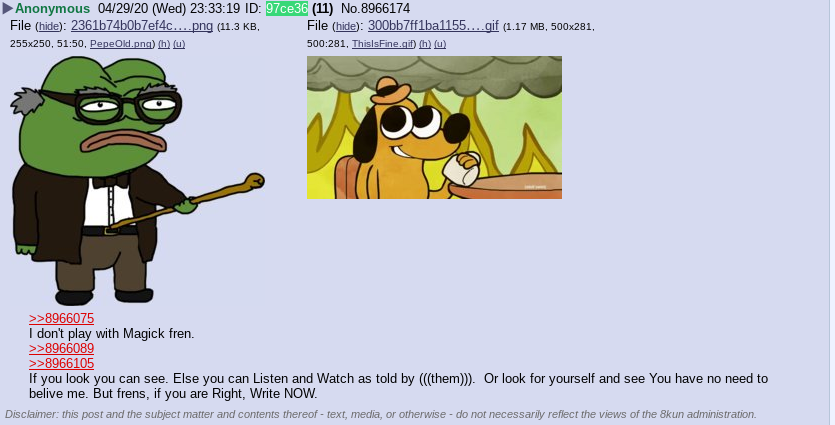 ▶Anonymous 04/29/20 (Wed) 23:33:19 ID: 97ce36 (11) No.8966174
File (hide): 2361b74b0b7ef4c….png (11.3 KB, 255x250, 51:50, PepeOld.png) (h) (u)
File (hide): 300bb7ff1ba1155….gif (1.17 MB, 500x281, 500:281, ThisIsFine.gif) (h) (u)
>>8966075
I don't play with Magick fren.
>>8966089
>>8966105
If you look you can see. Else you can Listen and Watch as told by (((them))).  Or look for yourself and see You have no need to
belive me. But frens, if you are Right, Write NOW.
Disclaimer: this post and the subject matter and contents thereof - text, media, or otherwise - do not necessarily reflect the views of the 8kun administration.